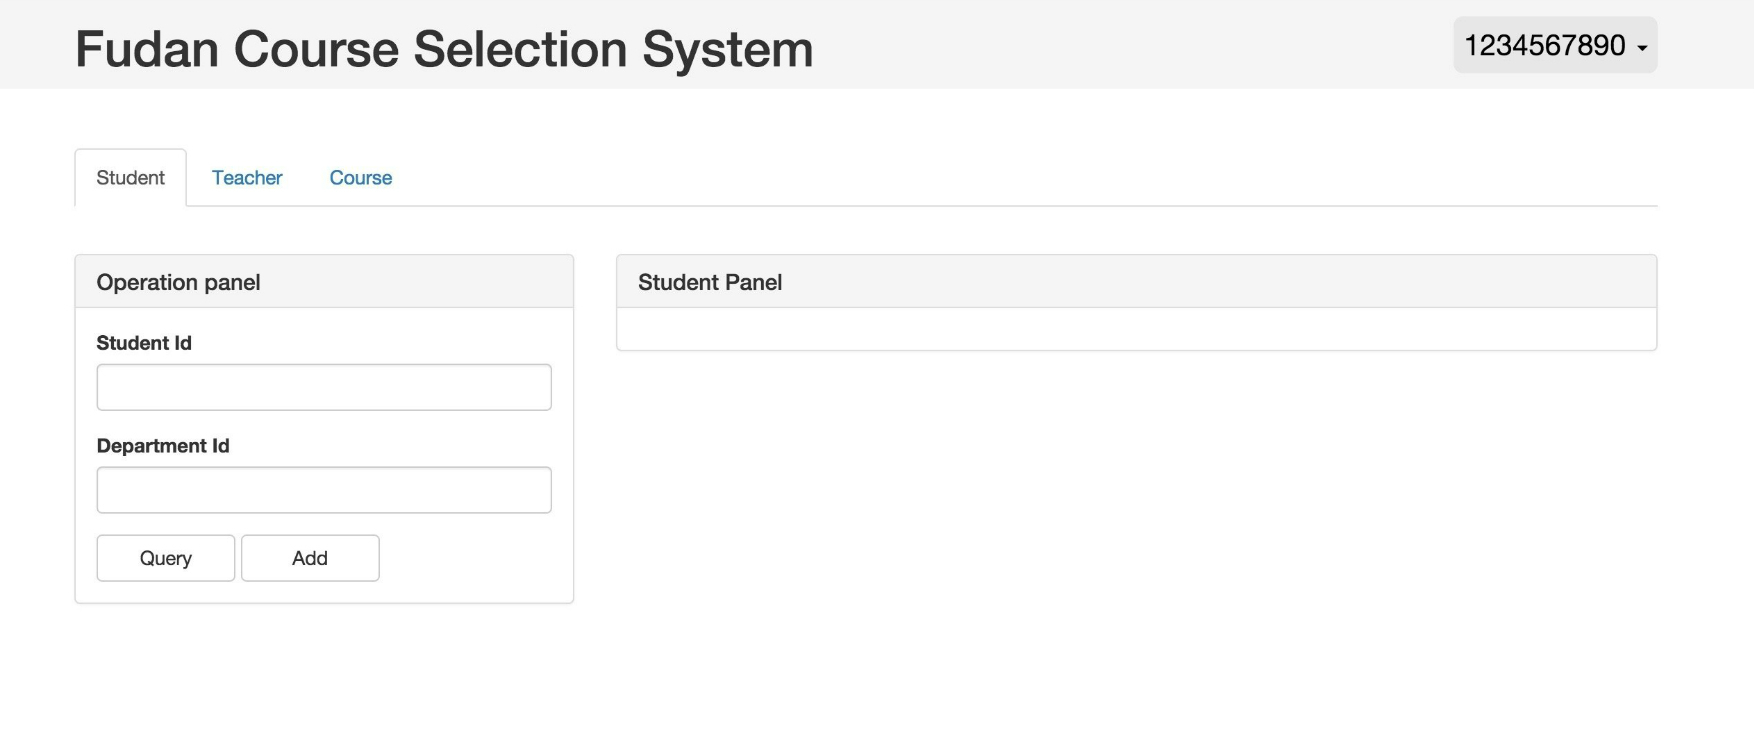 Fudan Course Selection System
1234567890
Student Teacher Course
Operation panel
Student Id
Department Id
Query Add
Student Panel